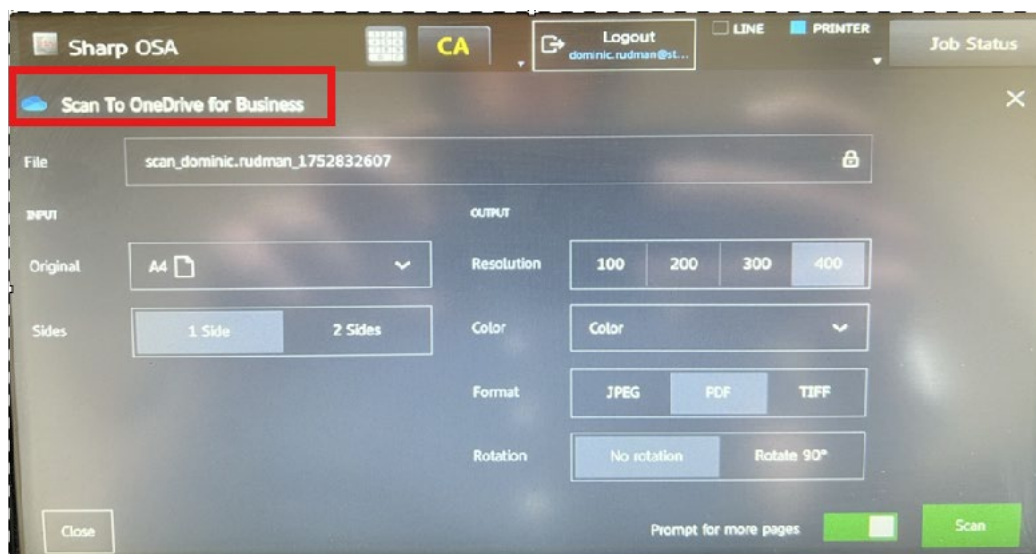 Sharp OSA
CA
Logout
dominic.rudman@st...
LINE
PRINTER
Job Status
Scan To OneDrive for Business
File
scan_dominic.rudman_1752832607
INPUT
OUTPUT
Original
A4
Resolution
100 200 300 400
Sides
1 Side 2 Sides
Color
Color
Format
JPEG PDF TIFF
Rotation
No rotation Rotate 90°
Close
Prompt for more pages
Scan